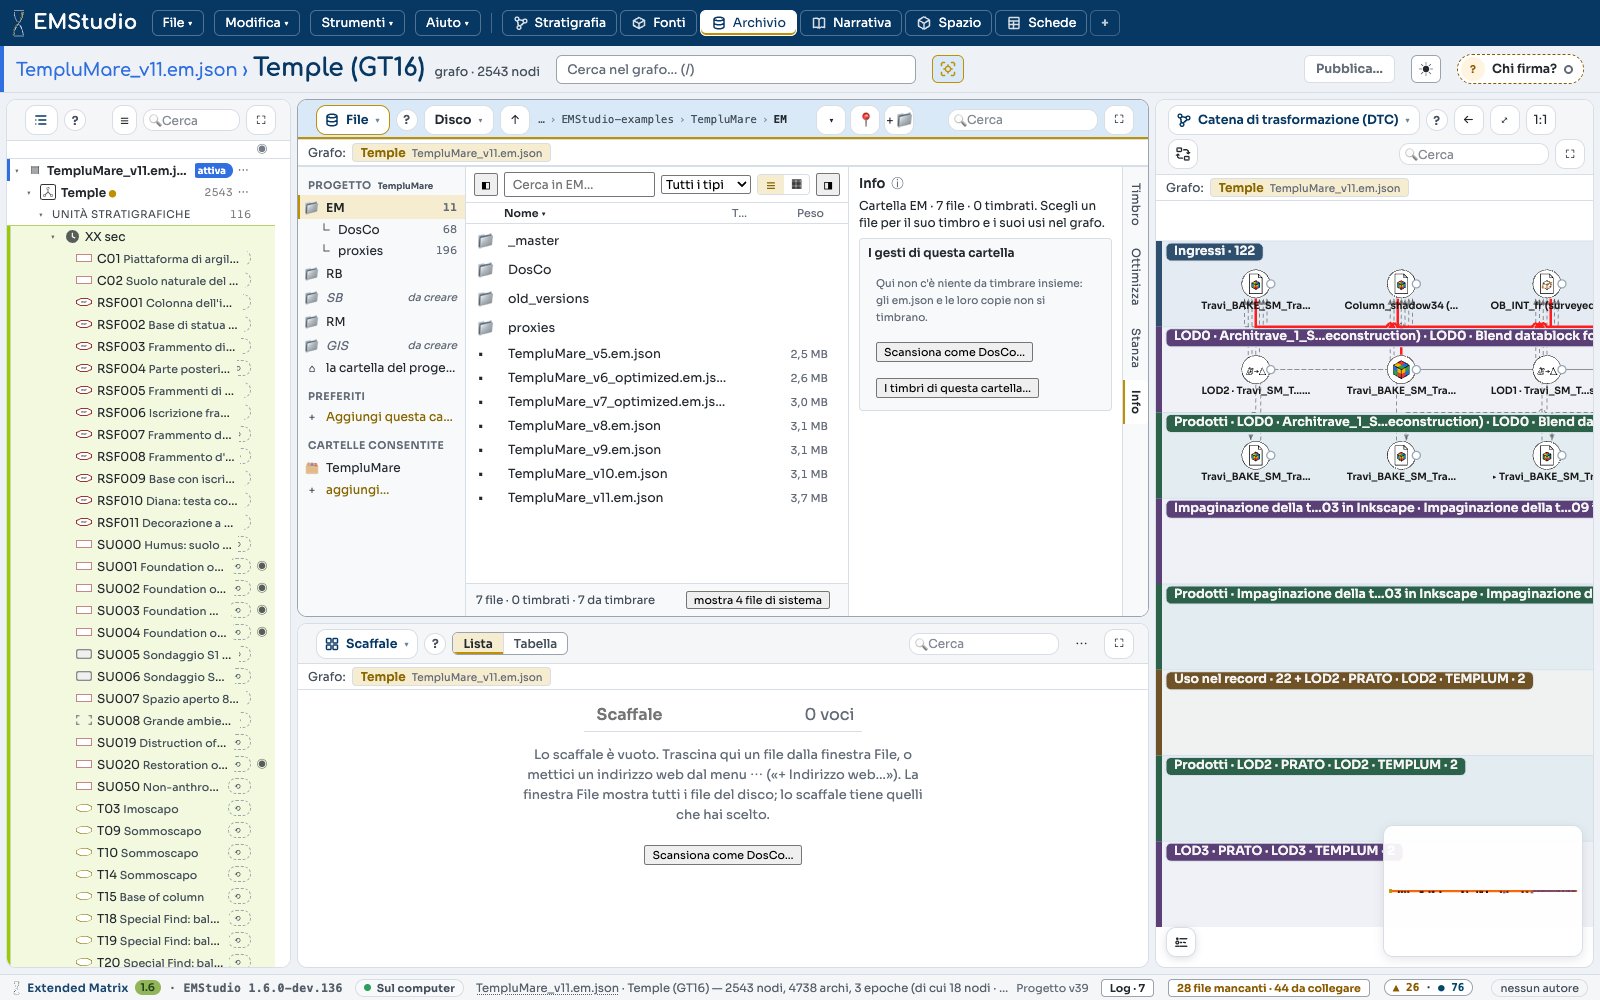 EMStudio File Modifica Strumenti Aiuto Stratigrafia Fonti Archivio Narrativa Spazio Schede +
TempluMare_v11.em.json › Temple (GT16) grafo · 2543 nodi Cerca nel grafo... (/) Pubblica... ? Chi firma?
? Cerca
TempluMare_v11.em.j... attiva ···
Temple 2543 ···
UNITÀ STRATIGRAFICHE 116
XX sec
C01 Piattaforma di argil...
C02 Suolo naturale del ...
RSF001 Colonna dell'i...
RSF002 Base di statua ...
RSF003 Frammento di...
RSF004 Parte posteri...
RSF005 Frammenti di ...
RSF006 Iscrizione fra...
RSF007 Frammento d...
RSF008 Frammento d'...
RSF009 Base con iscri...
RSF010 Diana: testa co...
RSF011 Decorazione a ...
SU000 Humus: suolo ...
SU001 Foundation o...
SU002 Foundation o...
SU003 Foundation ...
SU004 Foundation o...
SU005 Sondaggio S1 ...
SU006 Sondaggio S...
SU007 Spazio aperto 8...
SU008 Grande ambie...
SU019 Distruction of...
SU020 Restoration o...
SU050 Non-anthro...
T03 Imoscapo
T09 Sommoscapo
T10 Sommoscapo
T14 Sommoscapo
T15 Base of column
T18 Special Find: bal...
T19 Special Find: bal...
T20 Special Find: bal...
File ? Disco ↑ … › EMStudio-examples › TempluMare › EM + Cerca
Grafo: Temple TempluMare_v11.em.json
PROGETTO TempluMare
EM 11
DosCo 68
proxies 196
RB
SB da creare
RM
GIS da creare
la cartella del proge...
PREFERITI
+ Aggiungi questa ca...
CARTELLE CONSENTITE
TempluMare
+ aggiungi...
Cerca in EM... Tutti i tipi
Nome T... Peso
_master
DosCo
old_versions
proxies
TempluMare_v5.em.json 2,5 MB
TempluMare_v6_optimized.em.js... 2,6 MB
TempluMare_v7_optimized.em.js... 3,0 MB
TempluMare_v8.em.json 3,1 MB
TempluMare_v9.em.json 3,1 MB
TempluMare_v10.em.json 3,1 MB
TempluMare_v11.em.json 3,7 MB
7 file · 0 timbrati · 7 da timbrare mostra 4 file di sistema
Info ⓘ
Cartella EM · 7 file · 0 timbrati. Scegli un
file per il suo timbro e i suoi usi nel grafo.
I gesti di questa cartella
Qui non c'è niente da timbrare insieme:
gli em.json e le loro copie non si
timbrano.
Scansiona come DosCo...
I timbri di questa cartella...
Timbro
Ottimizza
Stanza
Info
Scaffale ? Lista Tabella Cerca ···
Grafo: Temple TempluMare_v11.em.json
Scaffale 0 voci
Lo scaffale è vuoto. Trascina qui un file dalla finestra File, o
mettici un indirizzo web dal menu ··· («+ Indirizzo web...»). La
finestra File mostra tutti i file del disco; lo scaffale tiene quelli
che hai scelto.
Scansiona come DosCo...
Catena di trasformazione (DTC) ? ← 1:1
Cerca
Grafo: Temple TempluMare_v11.em.json
Ingressi · 122
Travi_BAKE_SM_Tra... Column_shadow34 (... OB_INT_fr (surveyed
LOD0 · Architrave_1_S...econstruction) · LOD0 · Blend datablock fo
LOD2 · Travi_SM_T...... Travi_BAKE_SM_Tra... LOD1 · Travi_SM_T...s
Prodotti · LOD0 · Architrave_1_S...econstruction) · LOD0 · Blend da
Travi_BAKE_SM_Tra... Travi_BAKE_SM_Tra... Travi_BAKE_SM_Tr
Impaginazione della t...03 in Inkscape · Impaginazione della t...09
Prodotti · Impaginazione della t...03 in Inkscape · Impaginazione d
Uso nel record · 22 + LOD2 · PRATO · LOD2 · TEMPLUM · 2
Prodotti · LOD2 · PRATO · LOD2 · TEMPLUM · 2
LOD3 · PRATO · LOD3 · TEMPLUM · 2
Extended Matrix 1.6 · EMStudio 1.6.0-dev.136 Sul computer TempluMare_v11.em.json · Temple (GT16) — 2543 nodi, 4738 archi, 3 epoche (di cui 18 nodi · ... Progetto v39 Log · 7 28 file mancanti · 44 da collegare ▲ 26 · ● 76 nessun autore